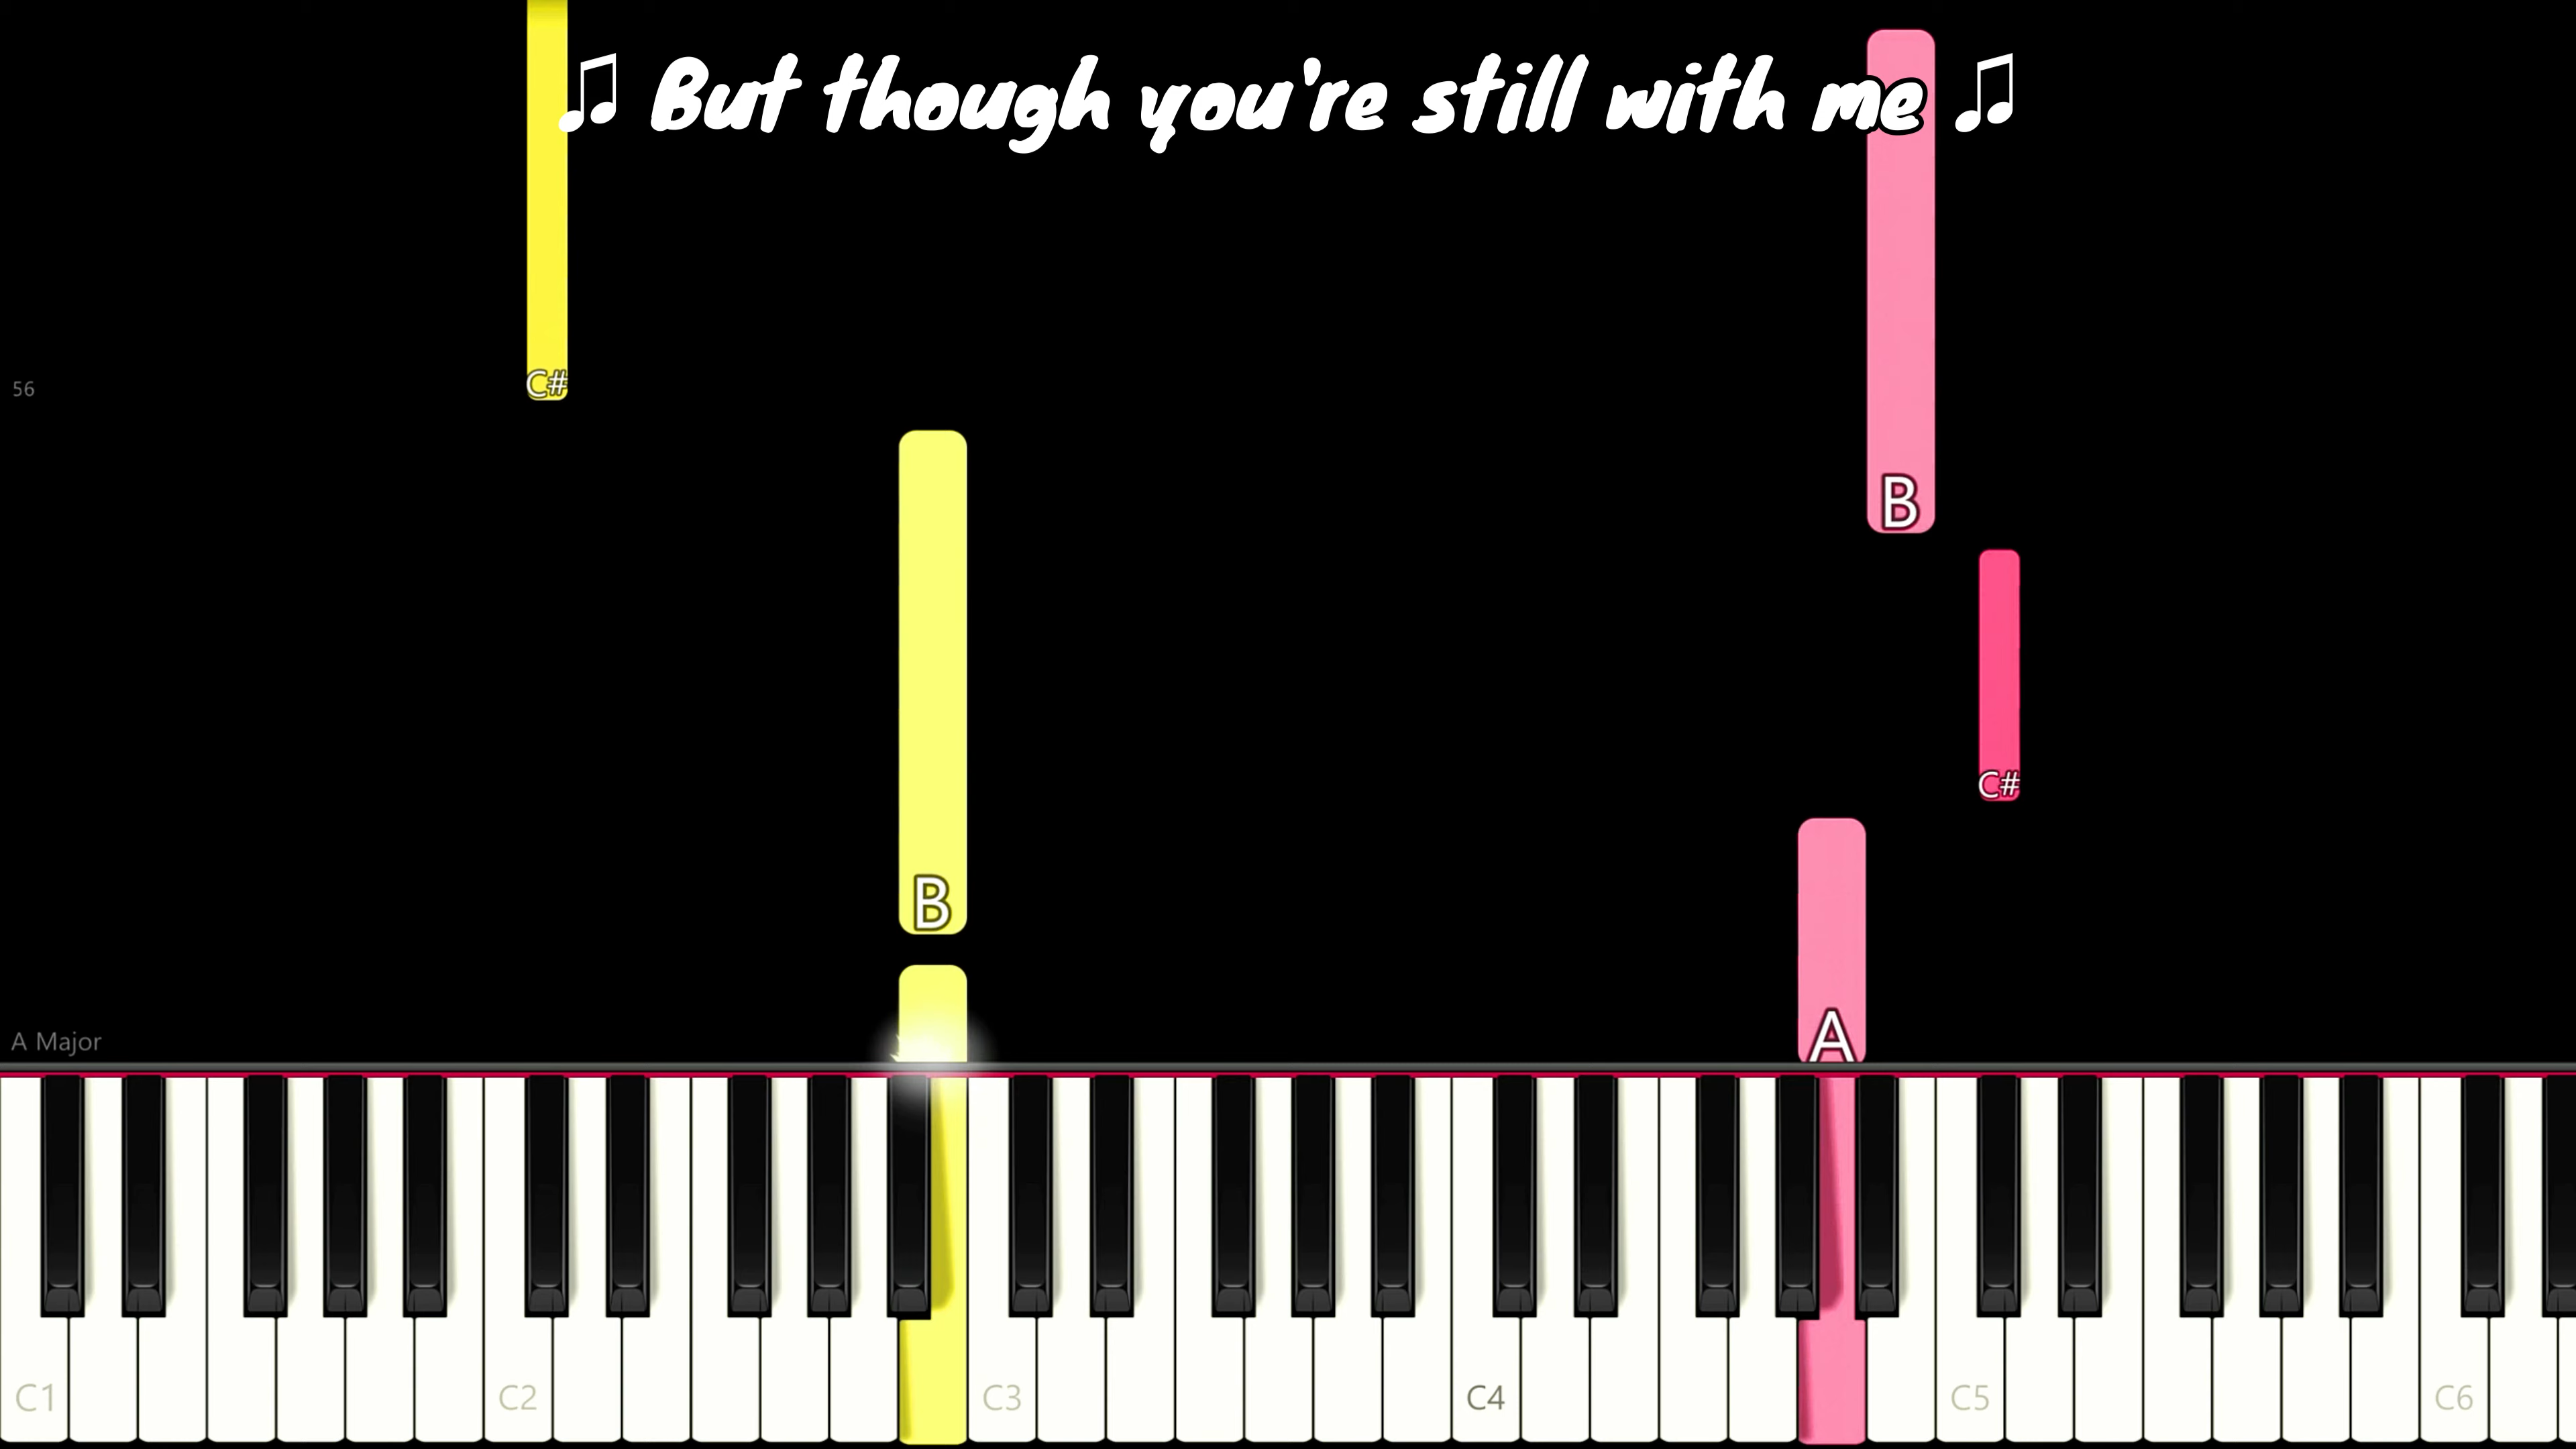 ♫ But though you're still with me ♫
C#
56
B
C#
B
A
A Major
C1 C2 C3 C4 C5 C6